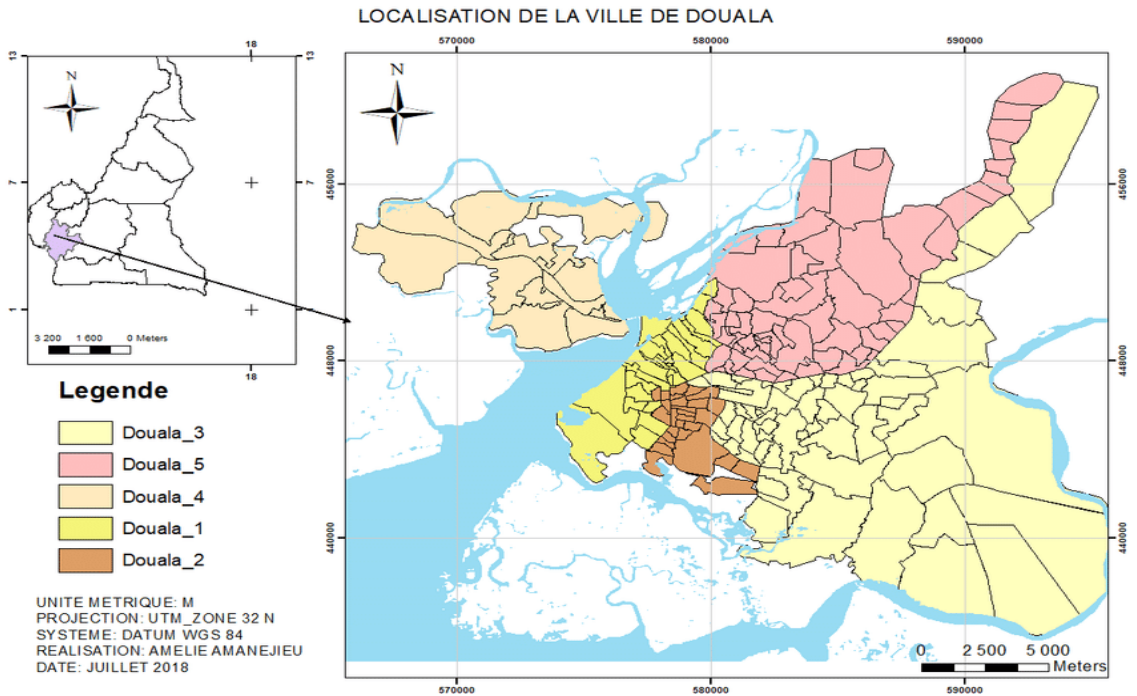 LOCALISATION DE LA VILLE DE DOUALA
18
13
13
N
7
7
1
1
3 200 1 600 0 Meters
18
570000
580000
590000
N
456000
456000
448000
448000
440000
440000
0 2 500 5 000
Meters
570000
580000
590000
Legende
Douala_3
Douala_5
Douala_4
Douala_1
Douala_2
UNITE METRIQUE: M
PROJECTION: UTM_ZONE 32 N
SYSTEME: DATUM WGS 84
REALISATION: AMELIE AMANEJIEU
DATE: JUILLET 2018